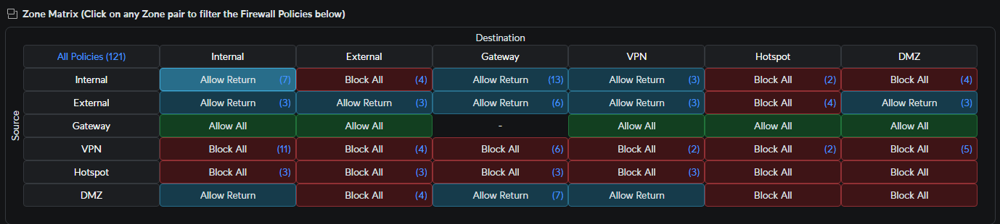 Zone Matrix (Click on any Zone pair to filter the Firewall Policies below)
Destination
All Policies (121) Internal External Gateway VPN Hotspot DMZ
Internal Allow Return (7) Block All (4) Allow Return (13) Allow Return (3) Block All (2) Block All (4)
External Allow Return (3) Allow Return (3) Allow Return (6) Allow Return (3) Block All (4) Allow Return (3)
Source
Gateway Allow All Allow All - Allow All Allow All Allow All
VPN Block All (11) Block All (4) Block All (6) Block All (2) Block All (2) Block All (5)
Hotspot Block All (3) Block All (3) Block All (3) Block All (3) Block All Block All
DMZ Allow Return Block All (4) Allow Return (7) Allow Return Block All Block All